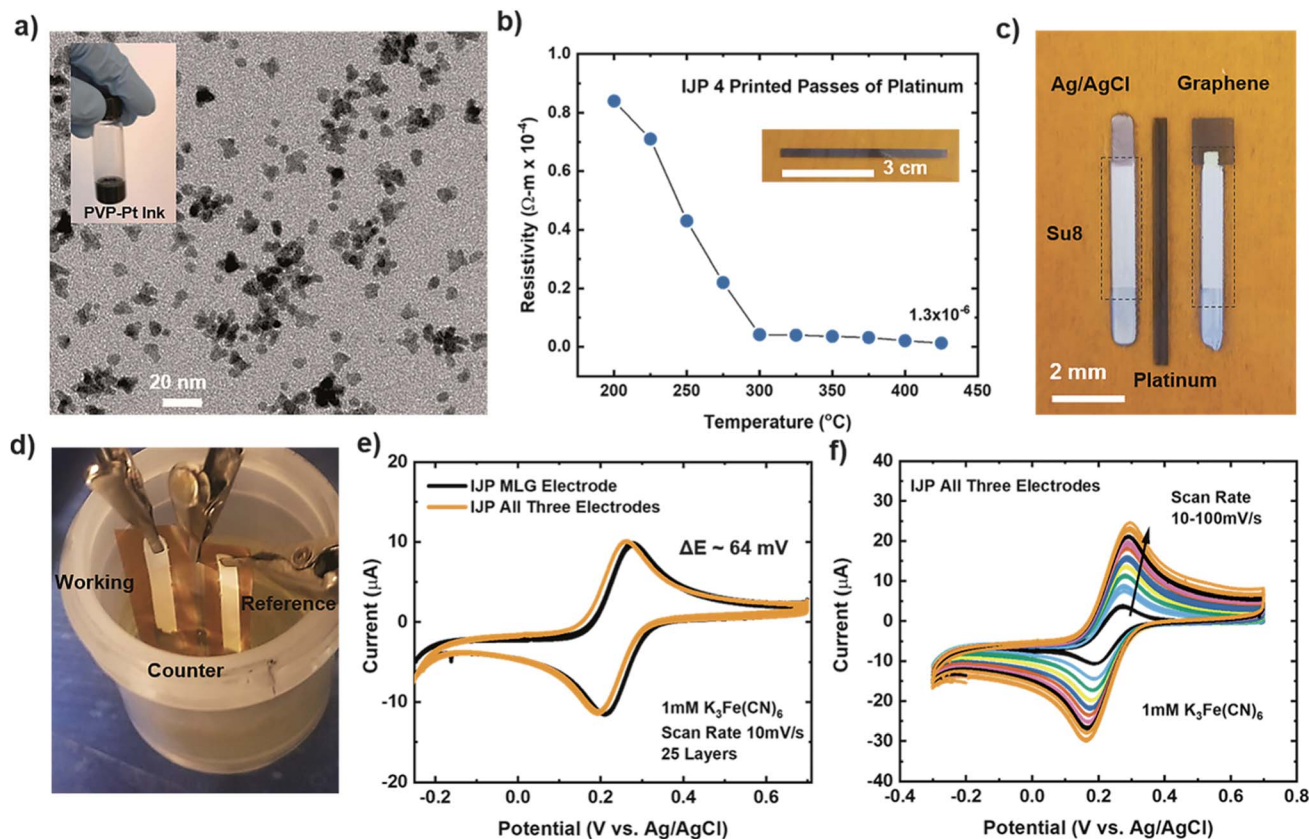 a)
PVP-Pt Ink
20 nm
b)
IJP 4 Printed Passes of Platinum
3 cm
1.3x10⁻⁶
Resistivity (Ω-m x 10⁻⁴)
1.0
0.8
0.6
0.4
0.2
0.0
200 250 300 350 400 450
Temperature (°C)
c)
Ag/AgCl Graphene
Su8
Platinum
2 mm
d)
Working
Reference
Counter
e)
IJP MLG Electrode
IJP All Three Electrodes
ΔE ~ 64 mV
1mM K₃Fe(CN)₆
Scan Rate 10mV/s
25 Layers
Current (μA)
20
10
0
-10
-20
-0.2 0.0 0.2 0.4 0.6
Potential (V vs. Ag/AgCl)
f)
IJP All Three Electrodes
Scan Rate
10-100mV/s
1mM K₃Fe(CN)₆
Current (μA)
40
30
20
10
0
-10
-20
-30
-40
-0.4 -0.2 0.0 0.2 0.4 0.6 0.8
Potential (V vs. Ag/AgCl)